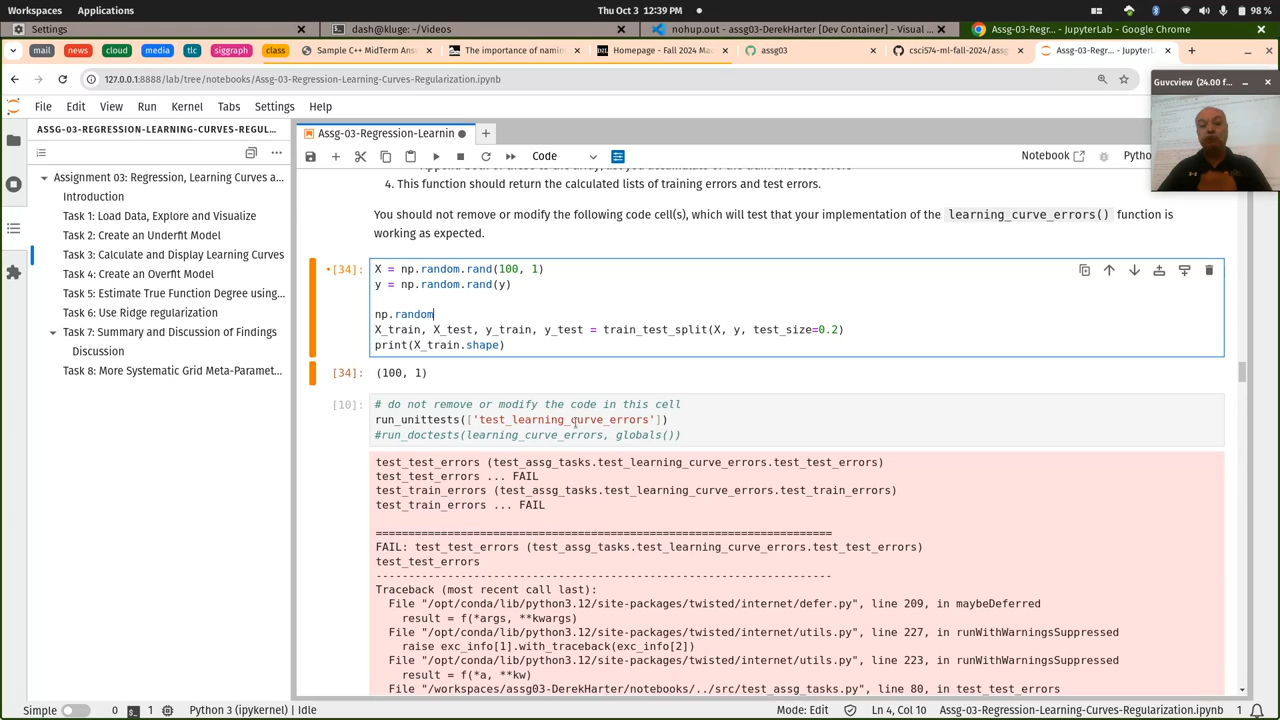 Workspaces Applications Thu Oct 3 12:39 PM 98 %
Settings dash@kluge: ~/Videos nohup.out - assg03-DerekHarter [Dev Container] - Visual ... Assg-03-Regr... - JupyterLab - Google Chrome
mail news cloud media tlc siggraph class Sample C++ MidTerm Ans The importance of namin Homepage - Fall 2024 Mac assg03 csci574-ml-fall-2024/assg Assg-03-Regr... - JupyterL
127.0.0.1:8888/lab/tree/notebooks/Assg-03-Regression-Learning-Curves-Regularization.ipynb
Guvcview (24.00 f...
File Edit View Run Kernel Tabs Settings Help
ASSG-03-REGRESSION-LEARNING-CURVES-REGUL...
Assg-03-Regression-Learnin
Code
Notebook
Pytho
Assignment 03: Regression, Learning Curves a...
Introduction
Task 1: Load Data, Explore and Visualize
Task 2: Create an Underfit Model
Task 3: Calculate and Display Learning Curves
Task 4: Create an Overfit Model
Task 5: Estimate True Function Degree using...
Task 6: Use Ridge regularization
Task 7: Summary and Discussion of Findings
Discussion
Task 8: More Systematic Grid Meta-Paramet...
4. This function should return the calculated lists of training errors and test errors.
You should not remove or modify the following code cell(s), which will test that your implementation of the learning_curve_errors() function is
working as expected.
[34]: X = np.random.rand(100, 1)
y = np.random.rand(y)
np.random
X_train, X_test, y_train, y_test = train_test_split(X, y, test_size=0.2)
print(X_train.shape)
[34]: (100, 1)
[10]: # do not remove or modify the code in this cell
run_unittests(['test_learning_curve_errors'])
#run_doctests(learning_curve_errors, globals())
test_test_errors (test_assg_tasks.test_learning_curve_errors.test_test_errors)
test_test_errors ... FAIL
test_train_errors (test_assg_tasks.test_learning_curve_errors.test_train_errors)
test_train_errors ... FAIL
======================================================================
FAIL: test_test_errors (test_assg_tasks.test_learning_curve_errors.test_test_errors)
test_test_errors
----------------------------------------------------------------------
Traceback (most recent call last):
File "/opt/conda/lib/python3.12/site-packages/twisted/internet/defer.py", line 209, in maybeDeferred
result = f(*args, **kwargs)
File "/opt/conda/lib/python3.12/site-packages/twisted/internet/utils.py", line 227, in runWithWarningsSuppressed
raise exc_info[1].with_traceback(exc_info[2])
File "/opt/conda/lib/python3.12/site-packages/twisted/internet/utils.py", line 223, in runWithWarningsSuppressed
result = f(*a, **kw)
File "/workspaces/assg03-DerekHarter/notebooks/../src/test_assg_tasks.py", line 80, in test_test_errors
Simple 0 1 Python 3 (ipykernel) | Idle Mode: Edit Ln 4, Col 10 Assg-03-Regression-Learning-Curves-Regularization.ipynb 1